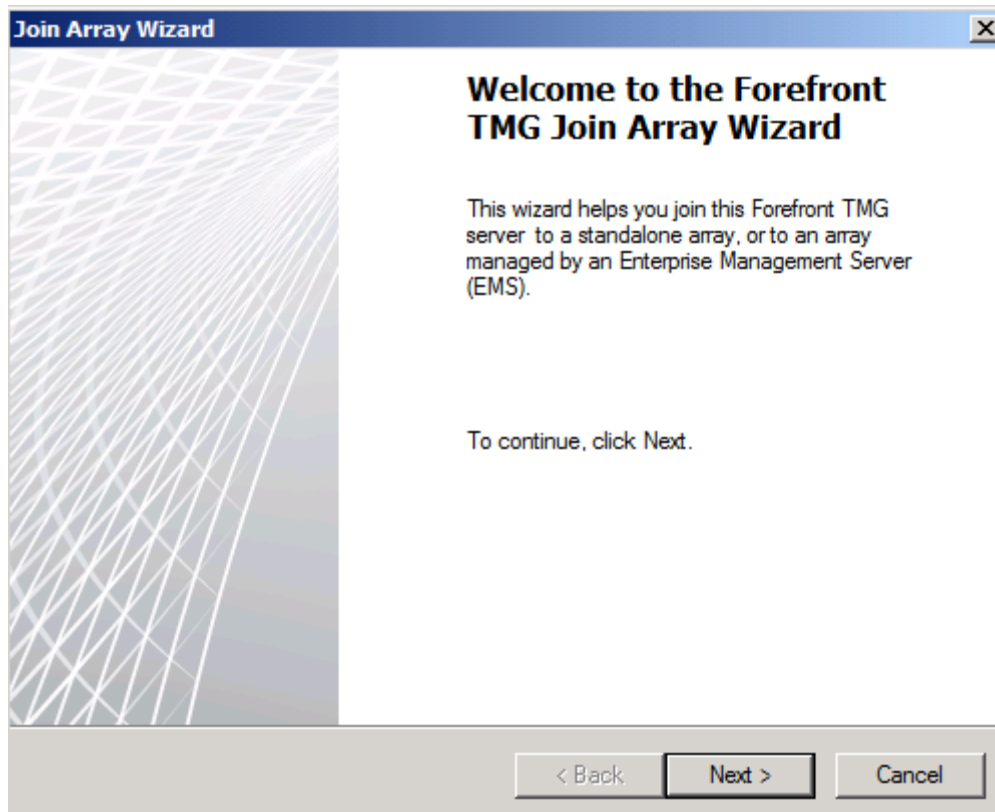 Join Array Wizard
Welcome to the Forefront
TMG Join Array Wizard
This wizard helps you join this Forefront TMG
server to a standalone array, or to an array
managed by an Enterprise Management Server
(EMS).
To continue, click Next.
< Back
Next >
Cancel